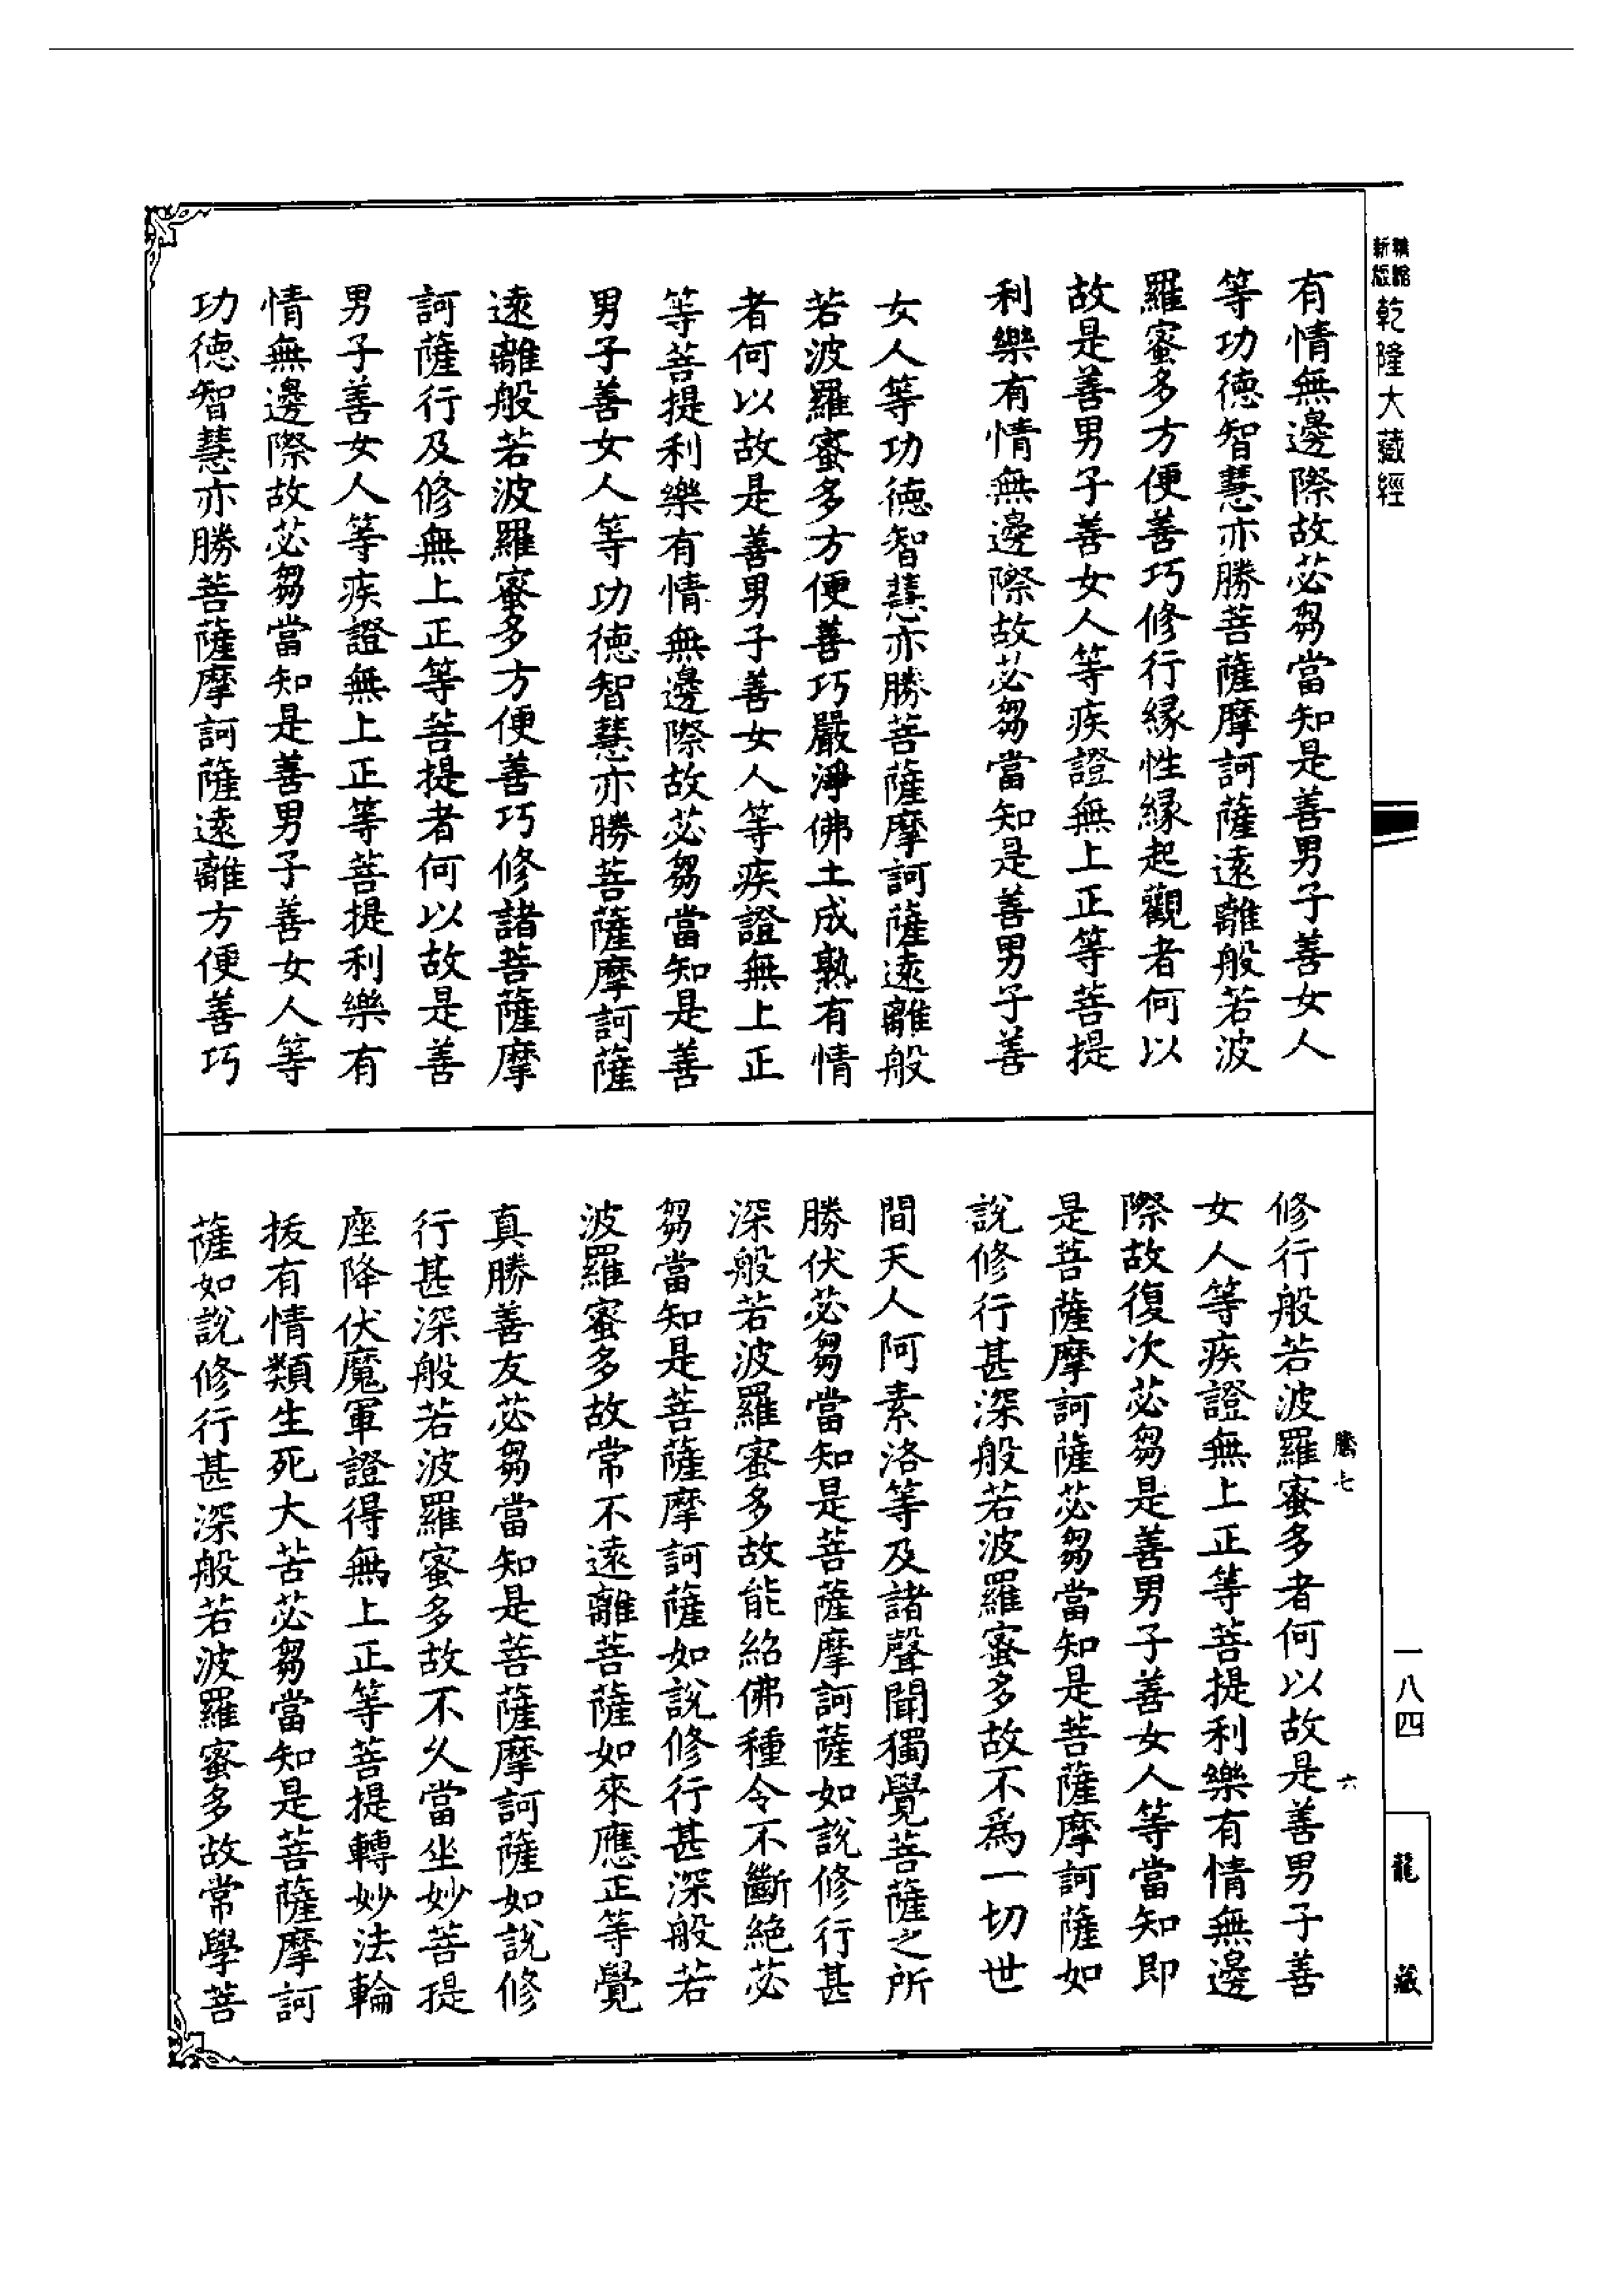 乾隆大藏經
有情無邊際故苾芻當知是善男子善女人
等功德智慧亦勝菩薩摩訶薩遠離般若波
羅蜜多方便善巧修行緣性緣起觀者何以
故是善男子善女人等疾證無上正等菩提
利樂有情無邊際故苾芻當知是善男子善
女人等功德智慧亦勝菩薩摩訶薩遠離般
若波羅蜜多方便善巧嚴淨佛土成熟有情
者何以故是善男子善女人等疾證無上正
等菩提利樂有情無邊際故苾芻當知是善
男子善女人等功德智慧亦勝菩薩摩訶薩
遠離般若波羅蜜多方便善巧修諸菩薩摩
訶薩行及修無上正等菩提者何以故是善
男子善女人等疾證無上正等菩提利樂有
情無邊際故苾芻當知是善男子善女人等
功德智慧亦勝菩薩摩訶薩遠離方便善巧
修行般若波羅蜜多者何以故是善男子善
女人等疾證無上正等菩提利樂有情無邊
際故復次苾芻是善男子善女人等當知即
是菩薩摩訶薩苾芻當知是菩薩摩訶薩如
說修行甚深般若波羅蜜多故不為一切世
間天人阿素洛等及諸聲聞獨覺菩薩之所
勝伏苾芻當知是菩薩摩訶薩如說修行甚
深般若波羅蜜多故能紹佛種令不斷絕苾
芻當知是菩薩摩訶薩如說修行甚深般若
波羅蜜多故常不遠離菩薩如來應正等覺
真勝善友苾芻當知是菩薩摩訶薩如說修
行甚深般若波羅蜜多故不久當坐妙菩提
座降伏魔軍證得無上正等菩提轉妙法輪
拔有情類生死大苦苾芻當知是菩薩摩訶
薩如說修行甚深般若波羅蜜多故常學菩
騰七
六
一八四
龍藏